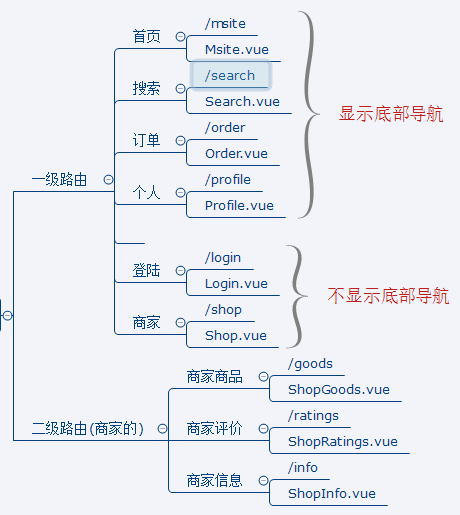 一级路由
首页
/msite
Msite.vue
搜索
/search
Search.vue
订单
/order
Order.vue
个人
/profile
Profile.vue
显示底部导航
登陆
/login
Login.vue
商家
/shop
Shop.vue
不显示底部导航
二级路由(商家的)
商家商品
/goods
ShopGoods.vue
商家评价
/ratings
ShopRatings.vue
商家信息
/info
ShopInfo.vue